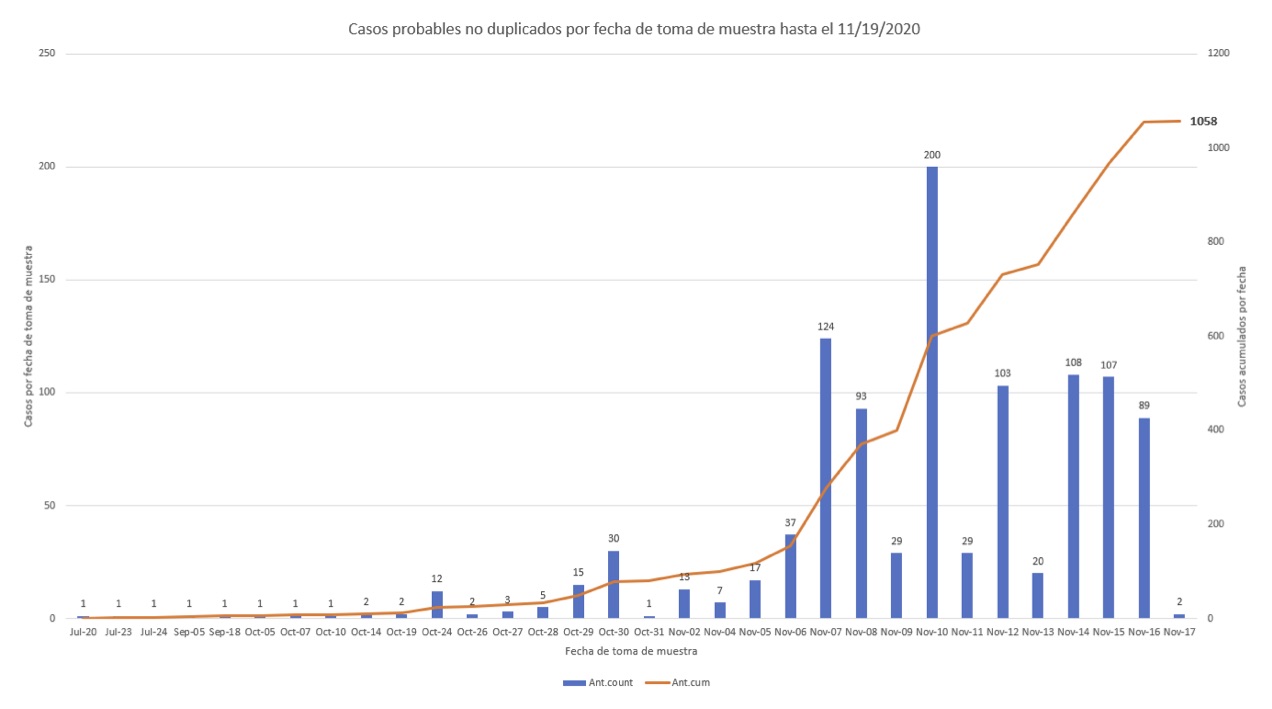 Casos probables no duplicados por fecha de toma de muestra hasta el 11/19/2020
250
200
150
100
50
0
Casos por fecha de toma de muestra
1200
1000
800
600
400
200
0
Casos acumulados por fecha
1058
1 1 1 1 1 1 1 1 2 2 12 2 3 5 15 30 1 13 7 17 37 124 93 29 200 29 103 20 108 107 89 2
Jul-20 Jul-23 Jul-24 Sep-05 Sep-18 Oct-05 Oct-07 Oct-10 Oct-14 Oct-19 Oct-24 Oct-26 Oct-27 Oct-28 Oct-29 Oct-30 Oct-31 Nov-02 Nov-04 Nov-05 Nov-06 Nov-07 Nov-08 Nov-09 Nov-10 Nov-11 Nov-12 Nov-13 Nov-14 Nov-15 Nov-16 Nov-17
Fecha de toma de muestra
Ant.count Ant.cum